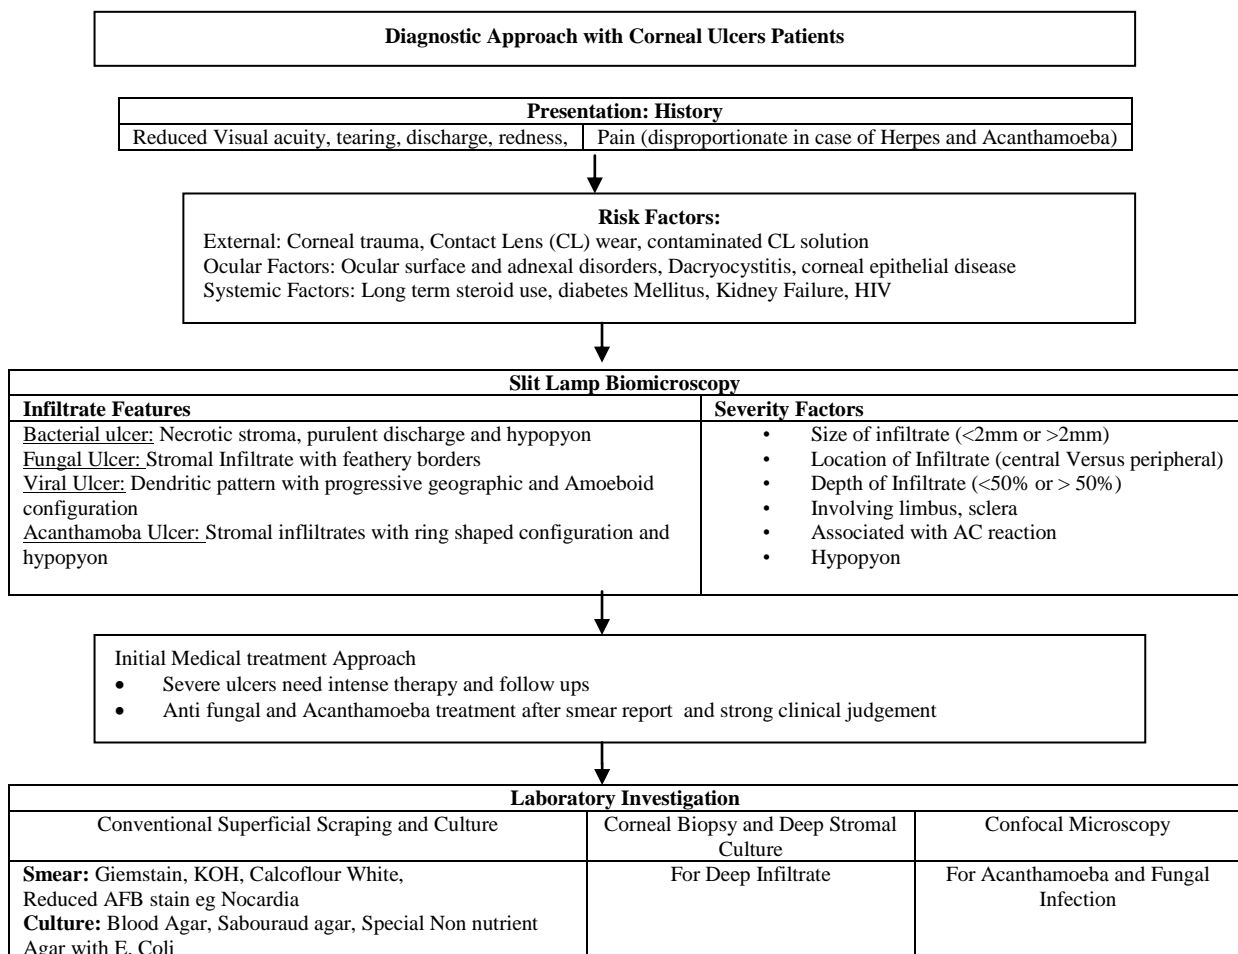 Diagnostic Approach with Corneal Ulcers Patients
Presentation: History
Reduced Visual acuity, tearing, discharge, redness,
Pain (disproportionate in case of Herpes and Acanthamoeba)
Risk Factors:
External: Corneal trauma, Contact Lens (CL) wear, contaminated CL solution
Ocular Factors: Ocular surface and adnexal disorders, Dacryocystitis, corneal epithelial disease
Systemic Factors: Long term steroid use, diabetes Mellitus, Kidney Failure, HIV
Slit Lamp Biomicroscopy
Infiltrate Features
Bacterial ulcer: Necrotic stroma, purulent discharge and hypopyon
Fungal Ulcer: Stromal Infiltrate with feathery borders
Viral Ulcer: Dendritic pattern with progressive geographic and Amoeboid
configuration
Acanthamoba Ulcer: Stromal infliltrates with ring shaped configuration and
hypopyon
Severity Factors
• Size of infiltrate (<2mm or >2mm)
• Location of Infiltrate (central Versus peripheral)
• Depth of Infiltrate (<50% or > 50%)
• Involving limbus, sclera
• Associated with AC reaction
• Hypopyon
Initial Medical treatment Approach
• Severe ulcers need intense therapy and follow ups
• Anti fungal and Acanthamoeba treatment after smear report and strong clinical judgement
Laboratory Investigation
Conventional Superficial Scraping and Culture
Smear: Giemstain, KOH, Calcoflour White,
Reduced AFB stain eg Nocardia
Culture: Blood Agar, Sabouraud agar, Special Non nutrient
Agar with E. Coli
Corneal Biopsy and Deep Stromal
Culture
For Deep Infiltrate
Confocal Microscopy
For Acanthamoeba and Fungal
Infection